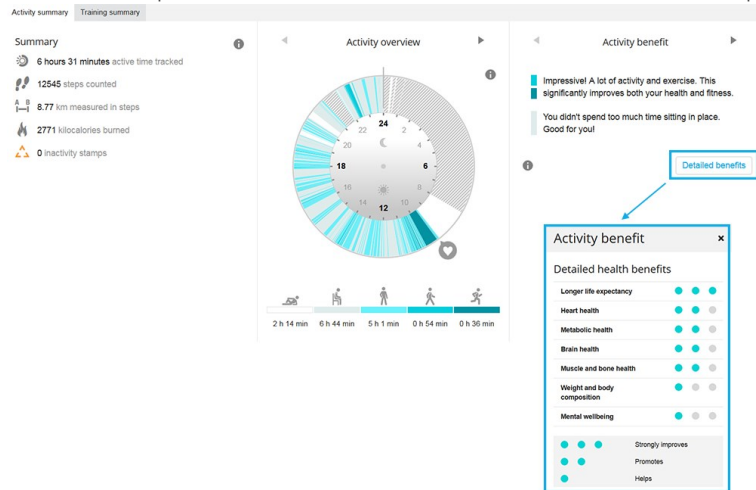 Activity summary
Training summary
Summary
6 hours 31 minutes active time tracked
12545 steps counted
A B
8.77 km measured in steps
2771 kilocalories burned
0 inactivity stamps
Activity overview
24
22 2
20 4
18 6
16 8
14 10
12
2 h 14 min 6 h 44 min 5 h 1 min 0 h 54 min 0 h 36 min
Activity benefit
Impressive! A lot of activity and exercise. This
significantly improves both your health and fitness.
You didn't spend too much time sitting in place.
Good for you!
Detailed benefits
Activity benefit
Detailed health benefits
Longer life expectancy
Heart health
Metabolic health
Brain health
Muscle and bone health
Weight and body
composition
Mental wellbeing
Strongly improves
Promotes
Helps